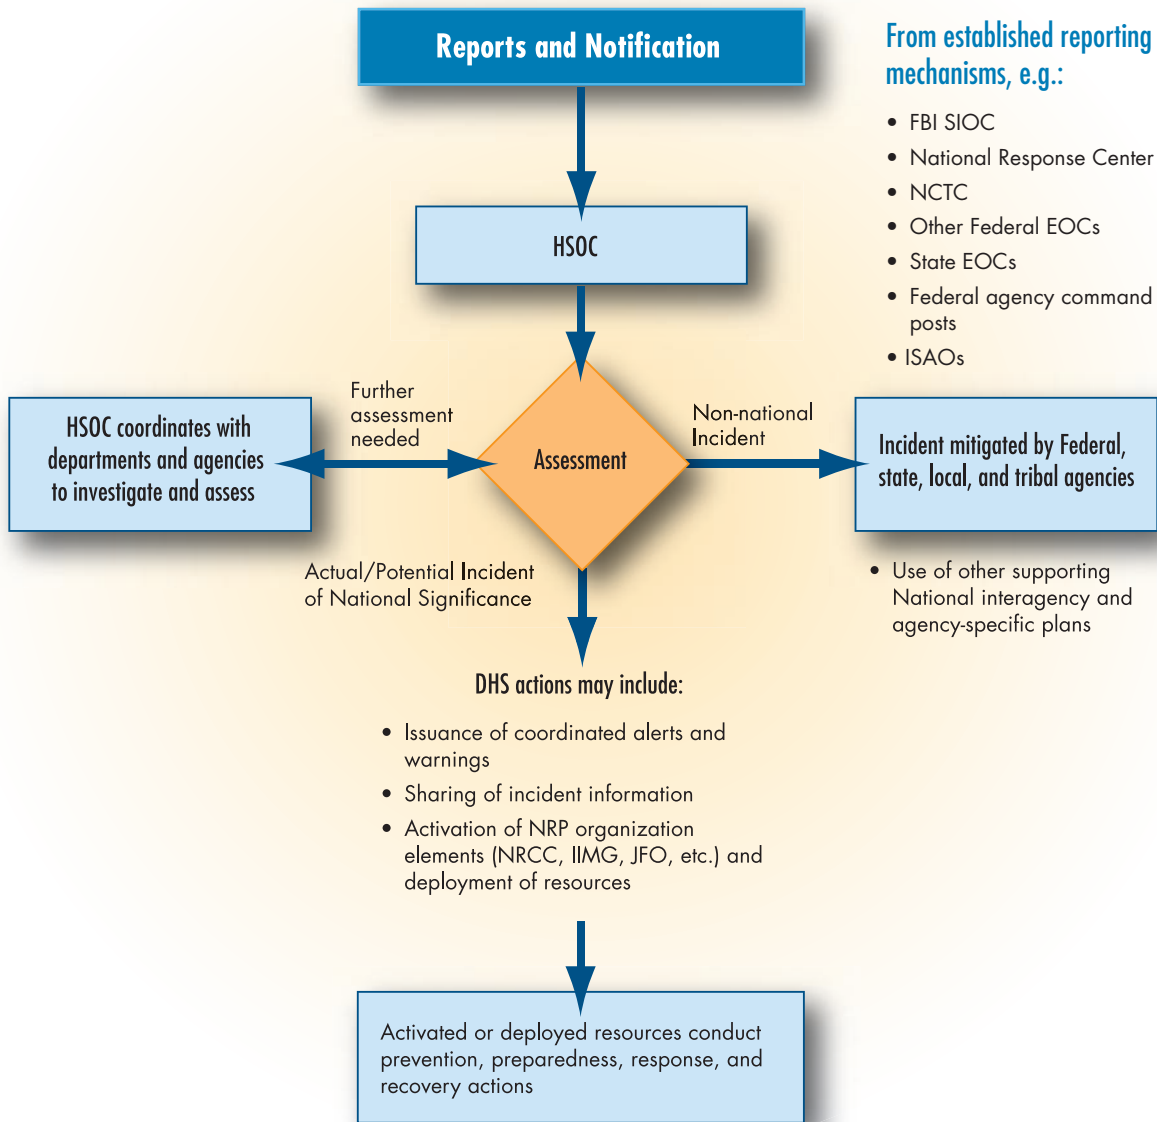 Reports and Notification
From established reporting
mechanisms, e.g.:
• FBI SIOC
• National Response Center
• NCTC
• Other Federal EOCs
• State EOCs
• Federal agency command
posts
• ISAOs
HSOC
Further
assessment
needed
HSOC coordinates with
departments and agencies
to investigate and assess
Assessment
Non-national
Incident
Incident mitigated by Federal,
state, local, and tribal agencies
• Use of other supporting
National interagency and
agency-specific plans
Actual/Potential Incident
of National Significance
DHS actions may include:
• Issuance of coordinated alerts and
warnings
• Sharing of incident information
• Activation of NRP organization
elements (NRCC, IIMG, JFO, etc.) and
deployment of resources
Activated or deployed resources conduct
prevention, preparedness, response, and
recovery actions